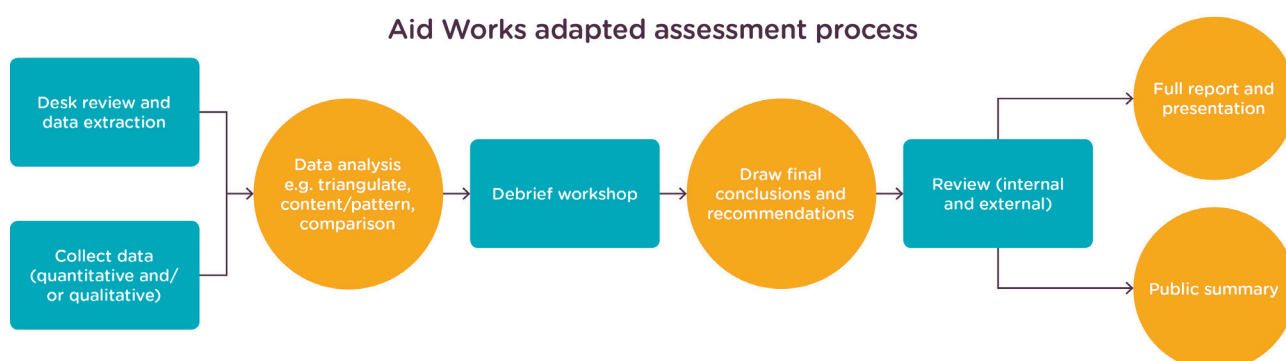 Aid Works adapted assessment process
Desk review and
data extraction
Collect data
(quantitative and/
or qualitative)
Data analysis
e.g. triangulate,
content/pattern,
comparison
Debrief workshop
Draw final
conclusions and
recommendations
Review (internal
and external)
Full report and
presentation
Public summary